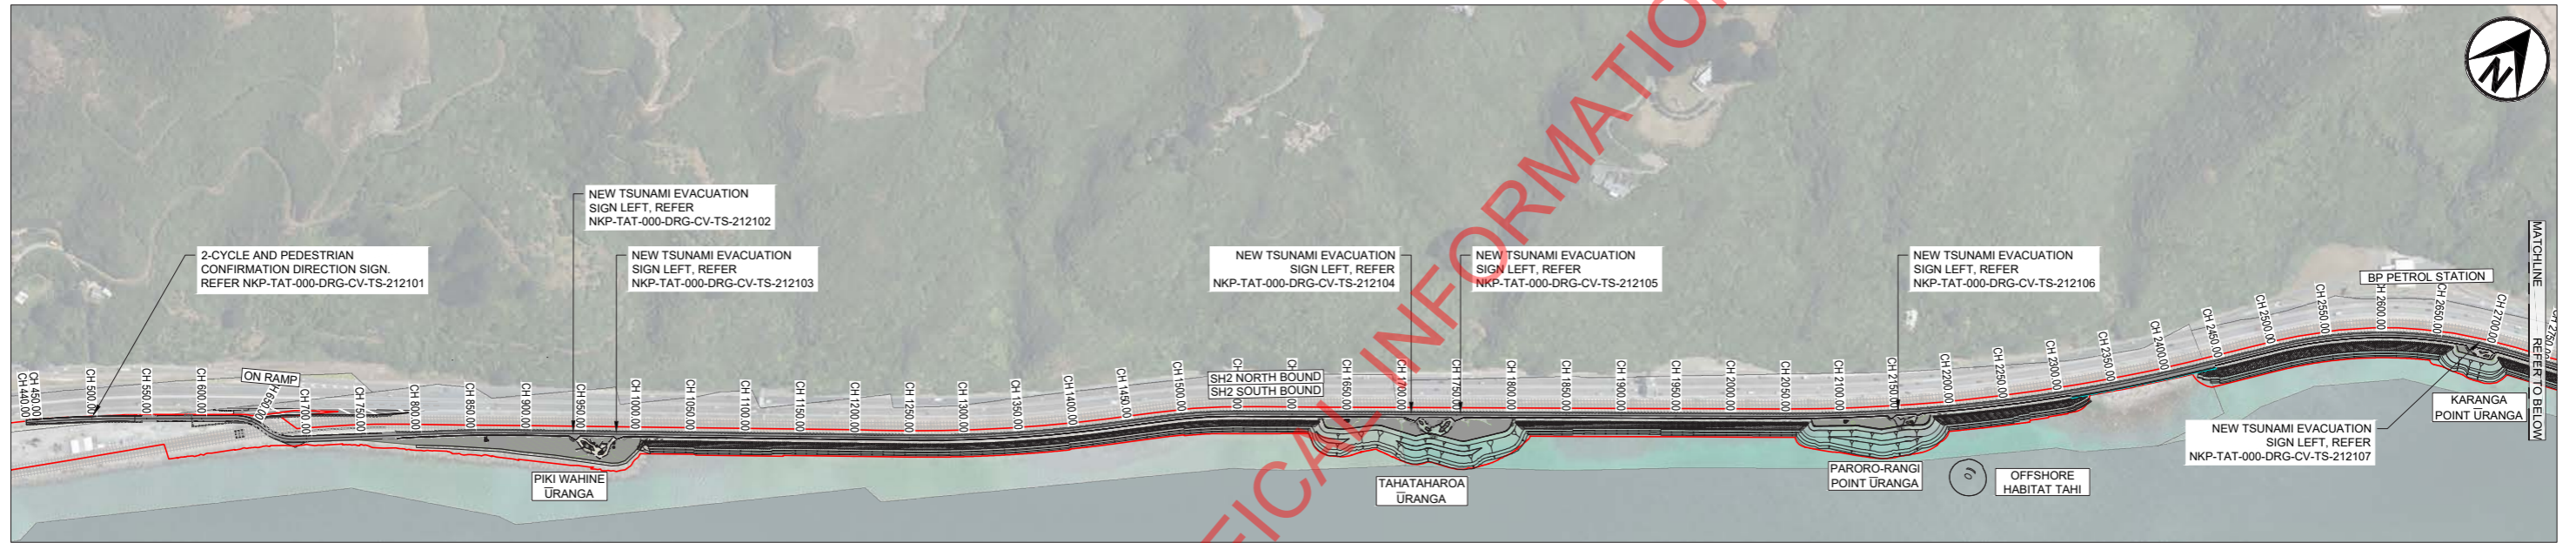 FICIAL INFORMATIO
N
NEW TSUNAMI EVACUATION
SIGN LEFT, REFER
NKP-TAT-000-DRG-CV-TS-212102
2-CYCLE AND PEDESTRIAN
CONFIRMATION DIRECTION SIGN.
REFER NKP-TAT-000-DRG-CV-TS-212101
NEW TSUNAMI EVACUATION
SIGN LEFT, REFER
NKP-TAT-000-DRG-CV-TS-212103
NEW TSUNAMI EVACUATION
SIGN LEFT, REFER
NKP-TAT-000-DRG-CV-TS-212104
NEW TSUNAMI EVACUATION
SIGN LEFT, REFER
NKP-TAT-000-DRG-CV-TS-212105
NEW TSUNAMI EVACUATION
SIGN LEFT, REFER
NKP-TAT-000-DRG-CV-TS-212106
BP PETROL STATION
MATCHLINE REFER TO BELOW
CH 440.00
CH 450.00
CH 500.00
CH 550.00
CH 600.00
ON RAMP
CH 650.00
CH 700.00
CH 750.00
CH 800.00
CH 850.00
CH 900.00
CH 950.00
CH 1000.00
CH 1050.00
CH 1100.00
CH 1150.00
CH 1200.00
CH 1250.00
CH 1300.00
CH 1350.00
CH 1400.00
CH 1450.00
CH 1500.00
SH2 NORTH BOUND
SH2 SOUTH BOUND
CH 1650.00
CH 1700.00
CH 1750.00
CH 1800.00
CH 1850.00
CH 1900.00
CH 1950.00
CH 2000.00
CH 2050.00
CH 2100.00
CH 2150.00
CH 2200.00
CH 2250.00
CH 2300.00
CH 2350.00
CH 2400.00
CH 2450.00
CH 2500.00
CH 2550.00
CH 2600.00
CH 2650.00
CH 2700.00
PIKI WAHINE
ŪRANGA
TAHATAHAROA
ŪRANGA
PARORO-RANGI
POINT ŪRANGA
OFFSHORE
HABITAT TAHI
KARANGA
POINT ŪRANGA
NEW TSUNAMI EVACUATION
SIGN LEFT, REFER
NKP-TAT-000-DRG-CV-TS-212107